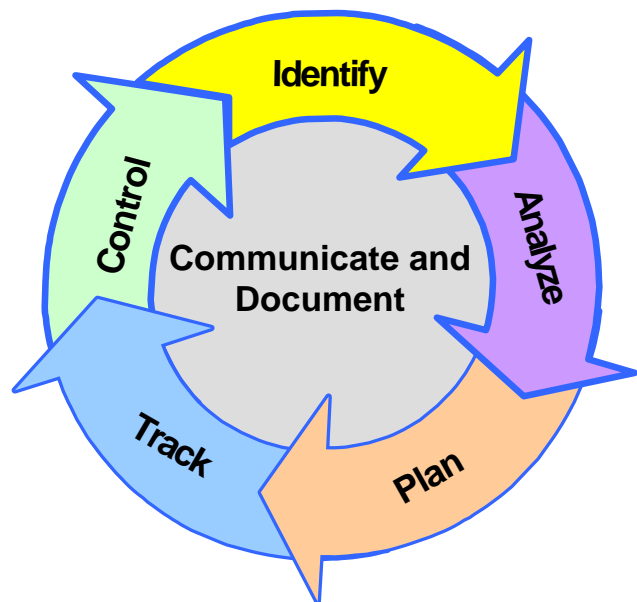 Identify
Analyze
Plan
Track
Control
Communicate and
Document